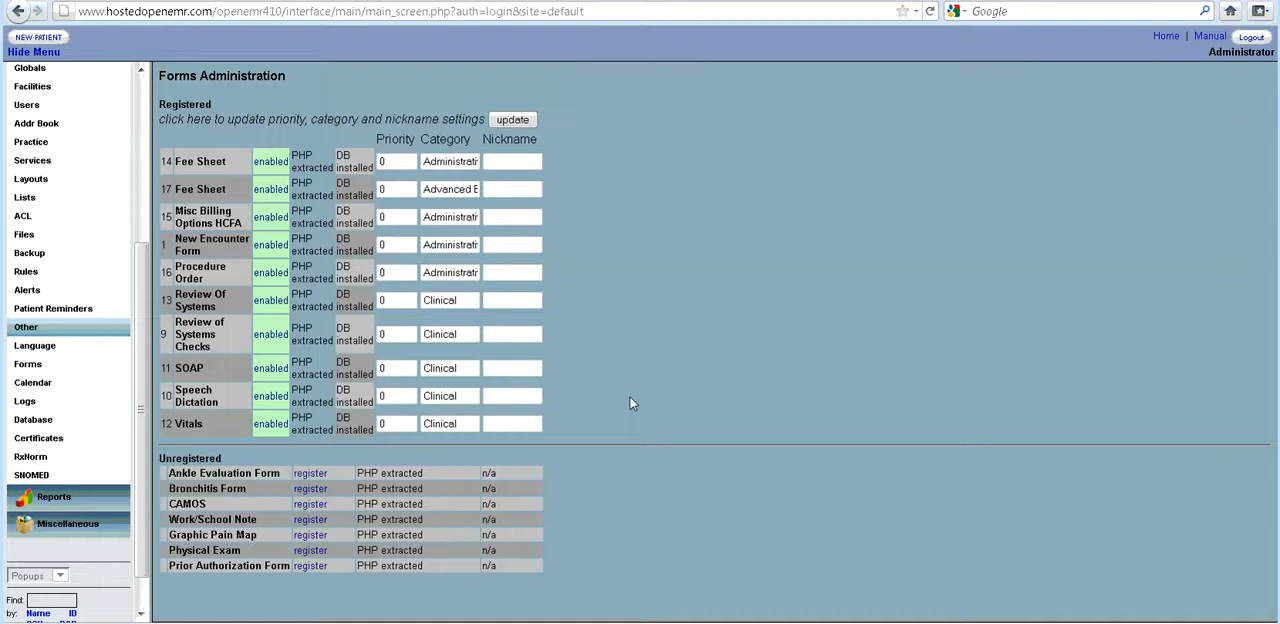 www.hostedopenemr.com/openemr410/interface/main/main_screen.php?auth=login&site=default
Google
NEW PATIENT
Home | Manual Logout
Hide Menu
Administrator
Globals
Facilities
Users
Addr Book
Practice
Services
Layouts
Lists
ACL
Files
Backup
Rules
Alerts
Patient Reminders
Other
Language
Forms
Calendar
Logs
Database
Certificates
RxNorm
SNOMED
Reports
Miscellaneous
Popups
Find:
by: Name ID
Forms Administration
Registered
click here to update priority, category and nickname settings update
Priority Category Nickname
14 Fee Sheet enabled PHP extracted DB installed 0 Administrati
17 Fee Sheet enabled PHP extracted DB installed 0 Advanced E
15 Misc Billing Options HCFA enabled PHP extracted DB installed 0 Administrati
1 New Encounter Form enabled PHP extracted DB installed 0 Administrati
16 Procedure Order enabled PHP extracted DB installed 0 Administrati
13 Review Of Systems enabled PHP extracted DB installed 0 Clinical
9 Review of Systems Checks enabled PHP extracted DB installed 0 Clinical
11 SOAP enabled PHP extracted DB installed 0 Clinical
10 Speech Dictation enabled PHP extracted DB installed 0 Clinical
12 Vitals enabled PHP extracted DB installed 0 Clinical
Unregistered
Ankle Evaluation Form register PHP extracted n/a
Bronchitis Form register PHP extracted n/a
CAMOS register PHP extracted n/a
Work/School Note register PHP extracted n/a
Graphic Pain Map register PHP extracted n/a
Physical Exam register PHP extracted n/a
Prior Authorization Form register PHP extracted n/a